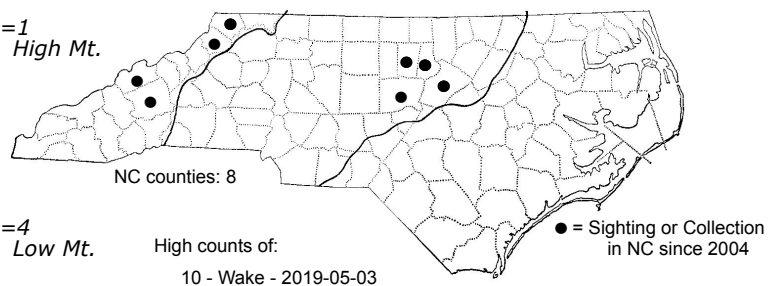 =1
High Mt.
NC counties: 8
=4
Low Mt.
High counts of:
10 - Wake - 2019-05-03
● = Sighting or Collection
in NC since 2004